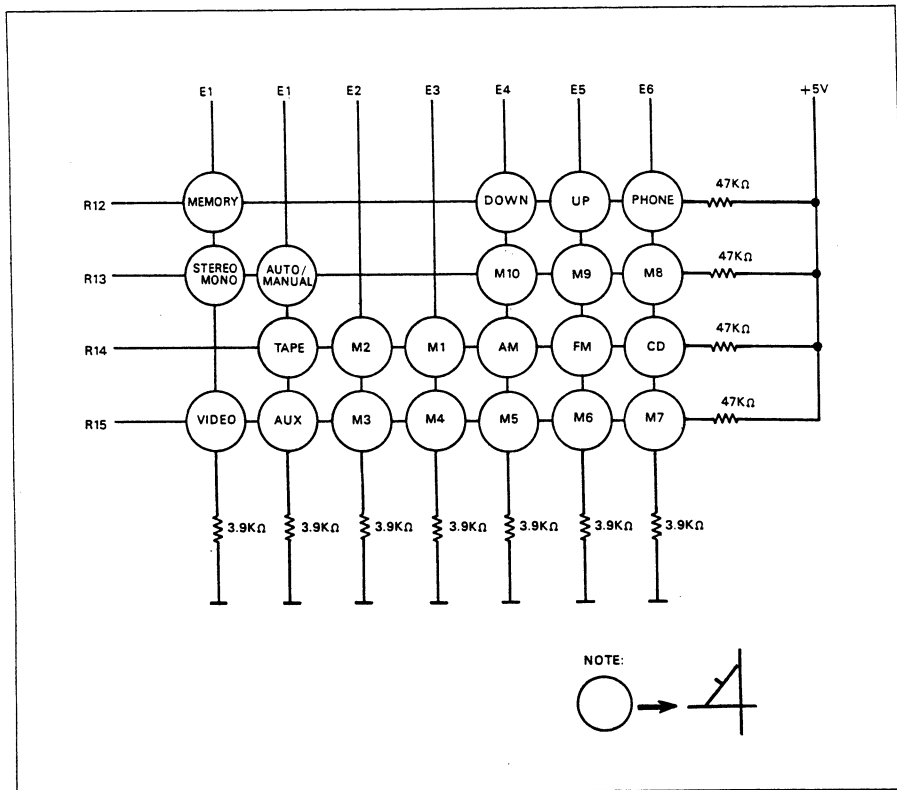 E1 E1 E2 E3 E4 E5 E6 +5V
R12 MEMORY DOWN UP PHONE 47KΩ
R13 STEREO MONO AUTO/ MANUAL M10 M9 M8 47KΩ
R14 TAPE M2 M1 AM FM CD 47KΩ
R15 VIDEO AUX M3 M4 M5 M6 M7 47KΩ
3.9KΩ 3.9KΩ 3.9KΩ 3.9KΩ 3.9KΩ 3.9KΩ 3.9KΩ
NOTE: